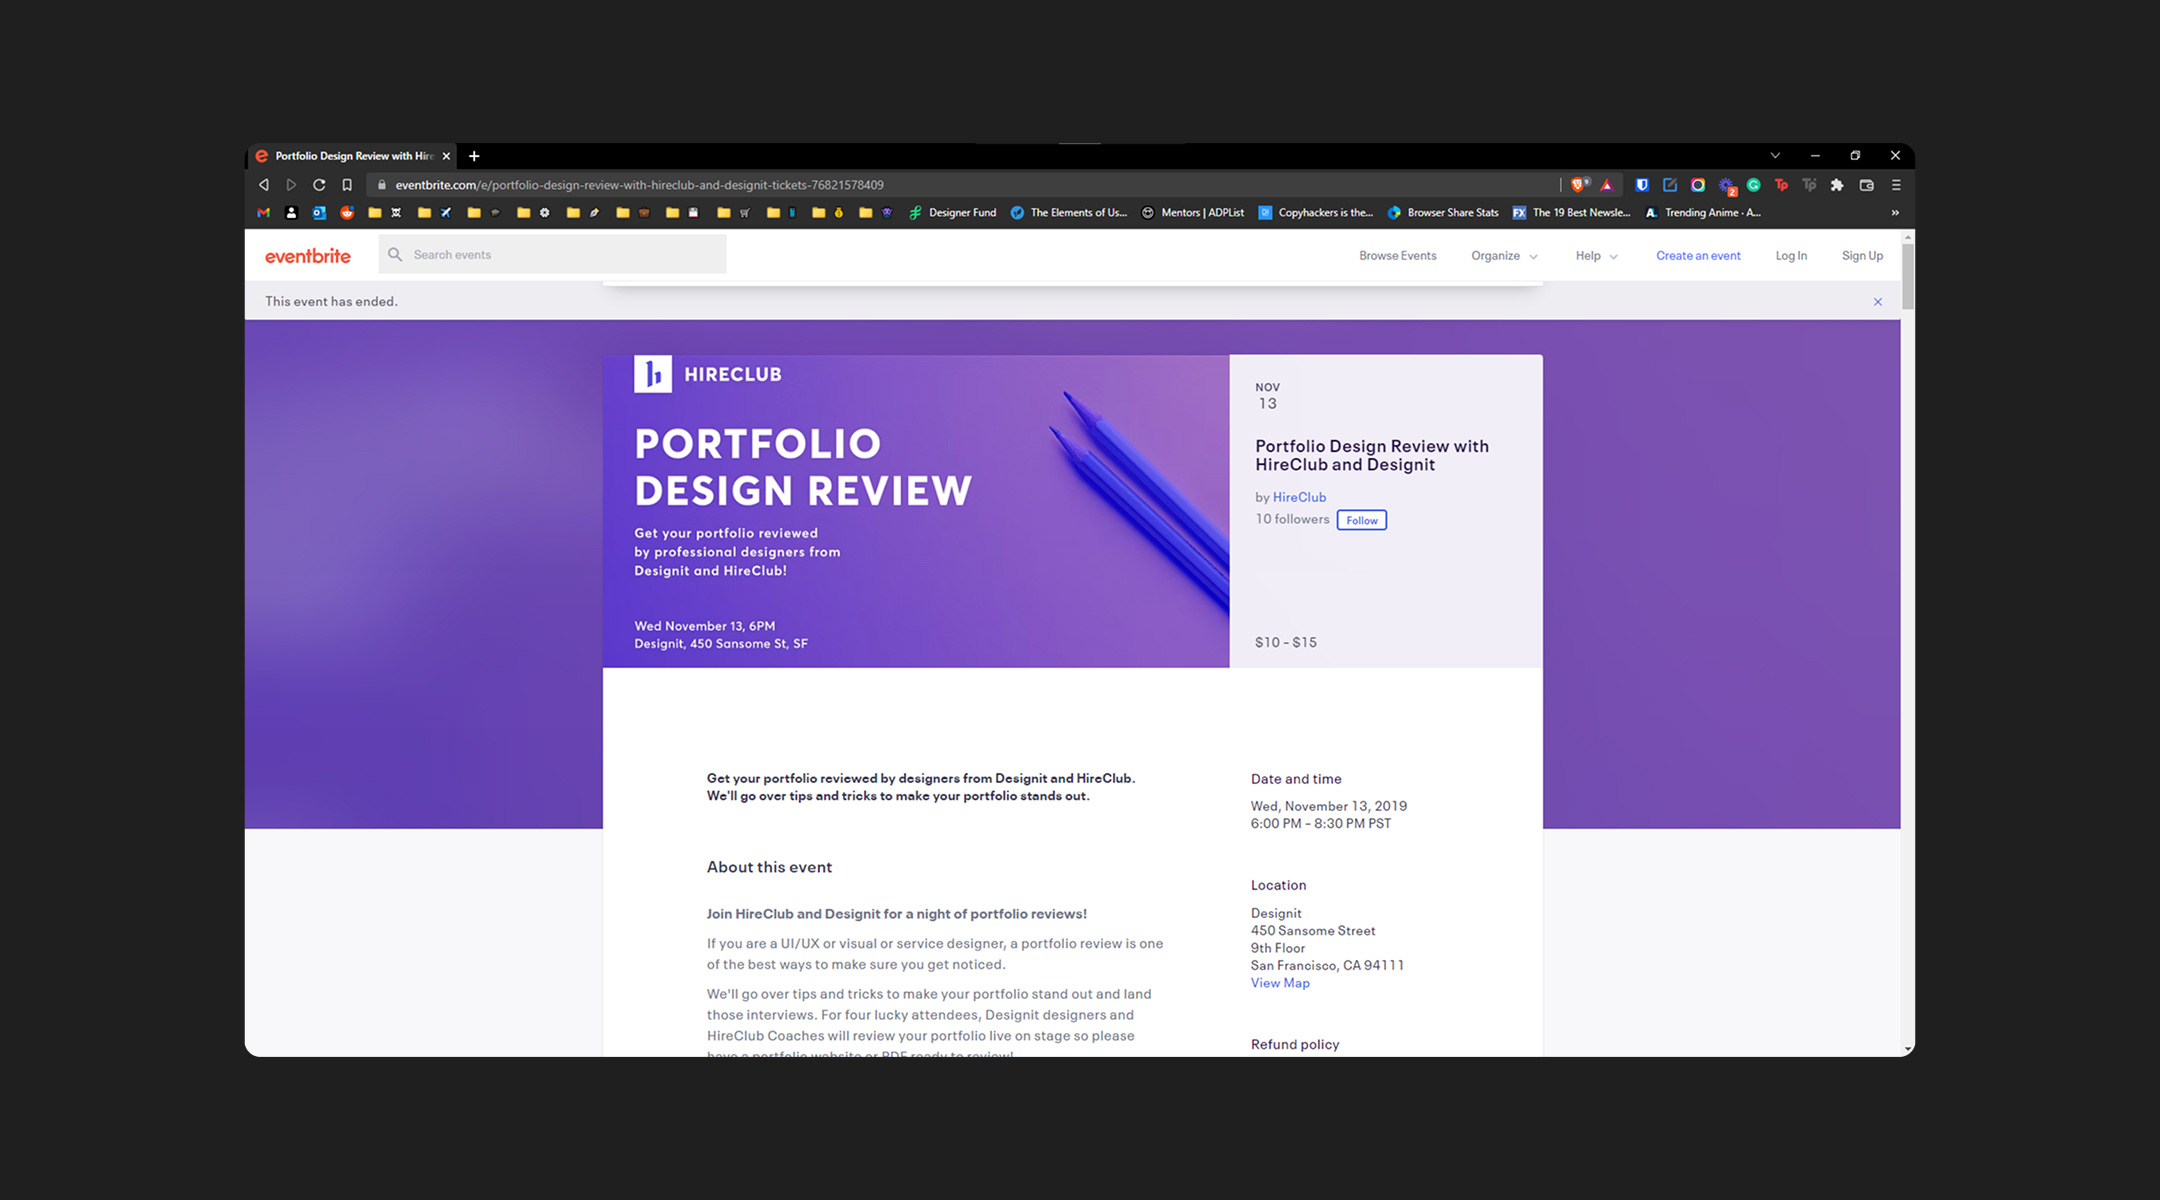 Portfolio Design Review with Hire
eventbrite.com/e/portfolio-design-review-with-hireclub-and-designit-tickets-76821578409
Designer Fund
The Elements of Us...
Mentors | ADPList
Copyhackers is the...
Browser Share Stats
FX The 19 Best Newsle...
Trending Anime · A...
eventbrite
Search events
Browse Events
Organize
Help
Create an event
Log In
Sign Up
This event has ended.
HIRECLUB
PORTFOLIO
DESIGN REVIEW
Get your portfolio reviewed
by professional designers from
Designit and HireClub!
Wed November 13, 6PM
Designit, 450 Sansome St, SF
NOV
13
Portfolio Design Review with
HireClub and Designit
by HireClub
10 followers Follow
$10 – $15
Get your portfolio reviewed by designers from Designit and HireClub.
We'll go over tips and tricks to make your portfolio stands out.
About this event
Join HireClub and Designit for a night of portfolio reviews!
If you are a UI/UX or visual or service designer, a portfolio review is one
of the best ways to make sure you get noticed.
We'll go over tips and tricks to make your portfolio stand out and land
those interviews. For four lucky attendees, Designit designers and
HireClub Coaches will review your portfolio live on stage so please
have a portfolio website or PDF ready to review!
Date and time
Wed, November 13, 2019
6:00 PM – 8:30 PM PST
Location
Designit
450 Sansome Street
9th Floor
San Francisco, CA 94111
View Map
Refund policy